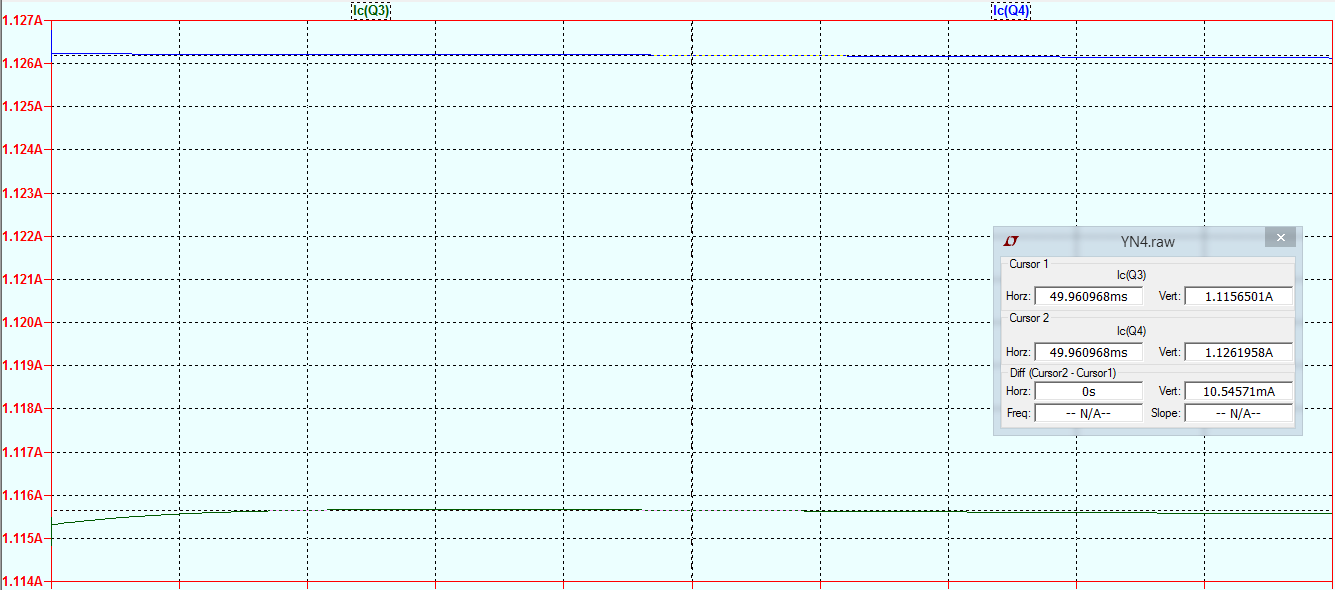 Ic(Q3) Ic(Q4)
1.127A
1.126A
1.125A
1.124A
1.123A
1.122A
1.121A
1.120A
1.119A
1.118A
1.117A
1.116A
1.115A
1.114A
YN4.raw
Cursor 1
Ic(Q3)
Horz: 49.960968ms Vert: 1.1156501A
Cursor 2
Ic(Q4)
Horz: 49.960968ms Vert: 1.1261958A
Diff (Cursor2 - Cursor1)
Horz: 0s Vert: 10.54571mA
Freq: -- N/A-- Slope: -- N/A--